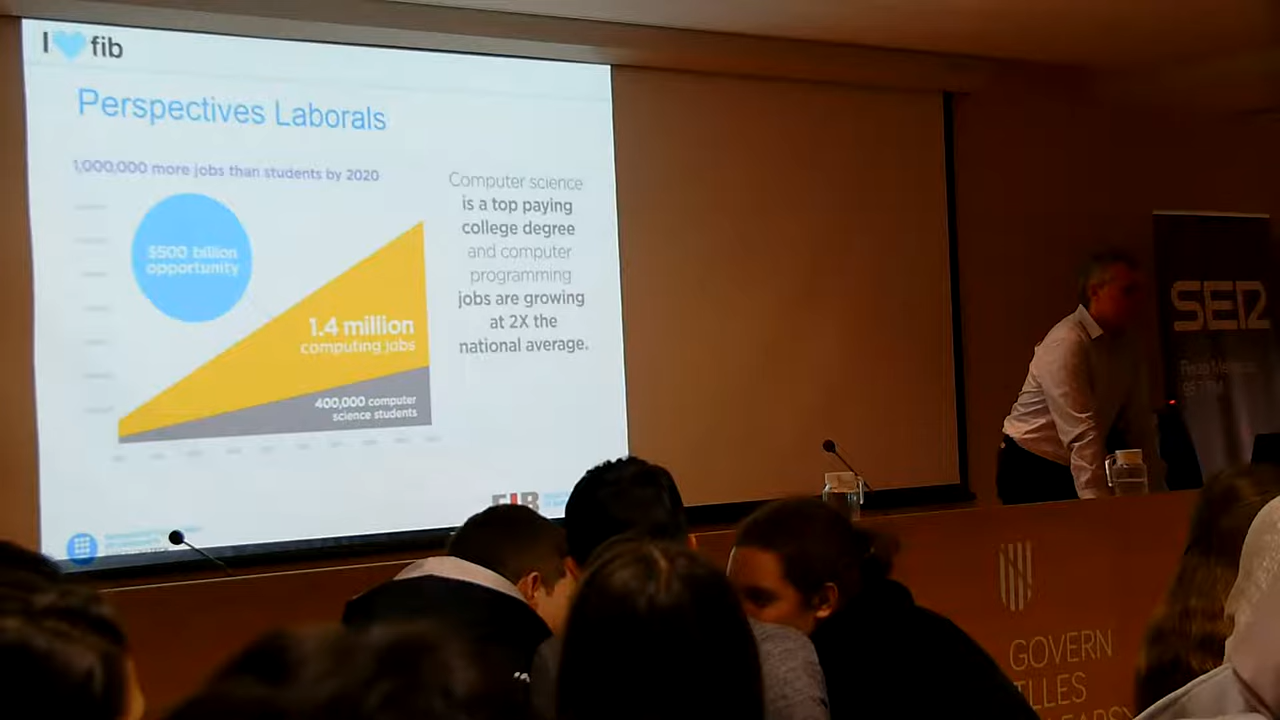 I fib
Perspectives Laborals
1,000,000 more jobs than students by 2020
$500 billion
opportunity
1.4 million
computing jobs
400,000 computer
science students
Computer science
is a top paying
college degree
and computer
programming
jobs are growing
at 2X the
national average.
FIB
SER
GOVERN
ILLES